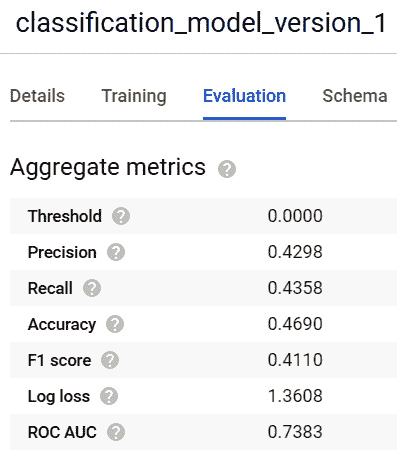 classification_model_version_1
Details Training Evaluation Schema
Aggregate metrics ?
Threshold ? 0.0000
Precision ? 0.4298
Recall ? 0.4358
Accuracy ? 0.4690
F1 score ? 0.4110
Log loss ? 1.3608
ROC AUC ? 0.7383